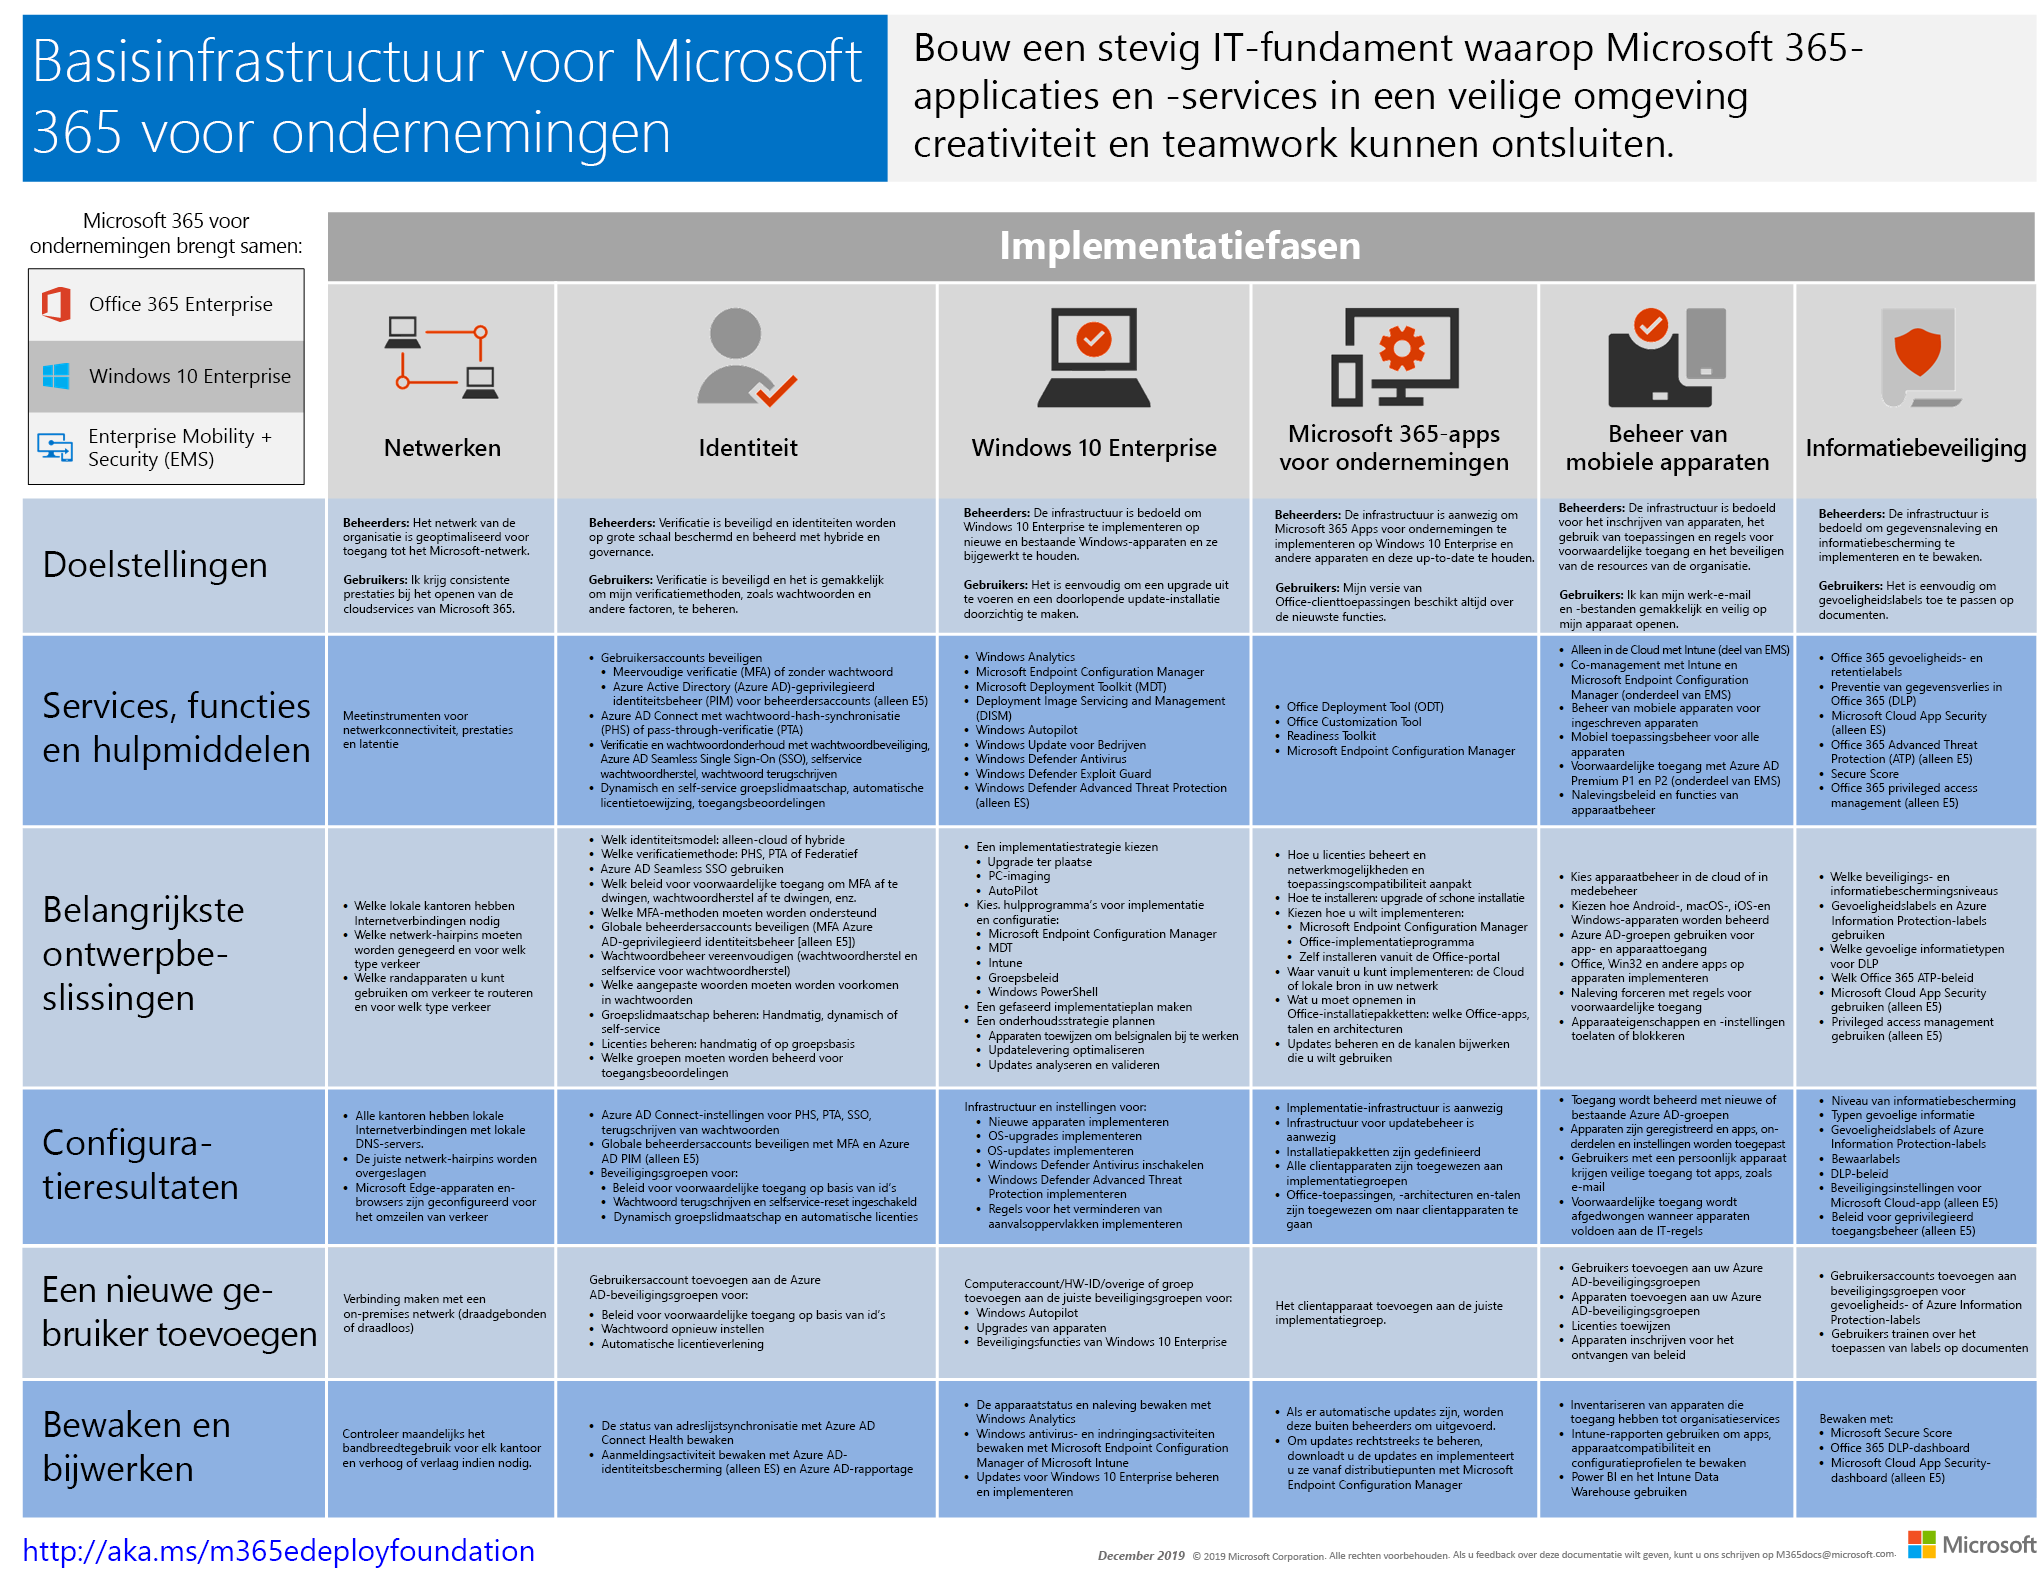 Basisinfrastructuur voor Microsoft
365 voor ondernemingen
Bouw een stevig IT-fundament waarop Microsoft 365-
applicaties en -services in een veilige omgeving
creativiteit en teamwork kunnen ontsluiten.
Microsoft 365 voor
ondernemingen brengt samen:
Office 365 Enterprise
Windows 10 Enterprise
Enterprise Mobility +
Security (EMS)
Implementatiefasen
Netwerken
Identiteit
Windows 10 Enterprise
Microsoft 365-apps
voor ondernemingen
Beheer van
mobiele apparaten
Informatiebeveiliging
Doelstellingen
Beheerders: Het netwerk van de
organisatie is geoptimaliseerd voor
toegang tot het Microsoft-netwerk.
Gebruikers: Ik krijg consistente
prestaties bij het openen van de
cloudservices van Microsoft 365.
Beheerders: Verificatie is beveiligd en identiteiten worden
op grote schaal beschermd en beheerd met hybride en
governance.
Gebruikers: Verificatie is beveiligd en het is gemakkelijk
om mijn verificatiemethoden, zoals wachtwoorden en
andere factoren, te beheren.
Beheerders: De infrastructuur is bedoeld om
Windows 10 Enterprise te implementeren op
nieuwe en bestaande Windows-apparaten en ze
bijgewerkt te houden.
Gebruikers: Het is eenvoudig om een upgrade uit
te voeren en een doorlopende update-installatie
doorzichtig te maken.
Beheerders: De infrastructuur is aanwezig om
Microsoft 365 Apps voor ondernemingen te
implementeren op Windows 10 Enterprise en
andere apparaten en deze up-to-date te houden.
Gebruikers: Mijn versie van
Office-clienttoepassingen beschikt altijd over
de nieuwste functies.
Beheerders: De infrastructuur is bedoeld
voor het inschrijven van apparaten, het
gebruik van toepassingen en regels voor
voorwaardelijke toegang en het beveiligen
van de resources van de organisatie.
Gebruikers: Ik kan mijn werk-e-mail
en -bestanden gemakkelijk en veilig op
mijn apparaat openen.
Beheerders: De infrastructuur is
bedoeld om gegevensnaleving en
informatiebescherming te
implementeren en te bewaken.
Gebruikers: Het is eenvoudig om
gevoeligheidslabels toe te passen op
documenten.
Services, functies
en hulpmiddelen
Meetinstrumenten voor
netwerkconnectiviteit, prestaties
en latentie
• Gebruikersaccounts beveiligen
• Meervoudige verificatie (MFA) of zonder wachtwoord
• Azure Active Directory (Azure AD)-geprivilegieerd
identiteitsbeheer (PIM) voor beheerdersaccounts (alleen E5)
• Azure AD Connect met wachtwoord-hash-synchronisatie
(PHS) of pass-through-verificatie (PTA)
• Verificatie en wachtwoordonderhoud met wachtwoordbeveiliging,
Azure AD Seamless Single Sign-On (SSO), selfservice
wachtwoordherstel, wachtwoord terugschrijven
• Dynamisch en self-service groepslidmaatschap, automatische
licentietoewijzing, toegangsbeoordelingen
• Windows Analytics
• Microsoft Endpoint Configuration Manager
• Microsoft Deployment Toolkit (MDT)
• Deployment Image Servicing and Management
(DISM)
• Windows Autopilot
• Windows Update voor Bedrijven
• Windows Defender Antivirus
• Windows Defender Exploit Guard
• Windows Defender Advanced Threat Protection
(alleen ES)
• Office Deployment Tool (ODT)
• Office Customization Tool
• Readiness Toolkit
• Microsoft Endpoint Configuration Manager
• Alleen in de Cloud met Intune (deel van EMS)
• Co-management met Intune en
Microsoft Endpoint Configuration
Manager (onderdeel van EMS)
• Beheer van mobiele apparaten voor
ingeschreven apparaten
• Mobiel toepassingsbeheer voor alle
apparaten
• Voorwaardelijke toegang met Azure AD
Premium P1 en P2 (onderdeel van EMS)
• Nalevingsbeleid en functies van
apparaatbeheer
• Office 365 gevoeligheids- en
retentielabels
• Preventie van gegevensverlies in
Office 365 (DLP)
• Microsoft Cloud App Security
(alleen ES)
• Office 365 Advanced Threat
Protection (ATP) (alleen E5)
• Secure Score
• Office 365 privileged access
management (alleen E5)
Belangrijkste
ontwerpbe-
slissingen
• Welke lokale kantoren hebben
Internetverbindingen nodig
• Welke netwerk-hairpins moeten
worden genegeerd en voor welk
type verkeer
• Welke randapparaten u kunt
gebruiken om verkeer te routeren
en voor welk type verkeer
• Welk identiteitsmodel: alleen-cloud of hybride
• Welke verificatiemethode: PHS, PTA of Federatief
• Azure AD Seamless SSO gebruiken
• Welk beleid voor voorwaardelijke toegang om MFA af te
dwingen, wachtwoordherstel af te dwingen, enz.
• Welke MFA-methoden moeten worden ondersteund
• Globale beheerdersaccounts beveiligen (MFA Azure
AD-geprivilegieerd identiteitsbeheer [alleen E5])
• Wachtwoordbeheer vereenvoudigen (wachtwoordherstel en
selfservice voor wachtwoordherstel)
• Welke aangepaste woorden moeten worden voorkomen
in wachtwoorden
• Groepslidmaatschap beheren: Handmatig, dynamisch of
self-service
• Licenties beheren: handmatig of op groepsbasis
• Welke groepen moeten worden beheerd voor
toegangsbeoordelingen
• Een implementatiestrategie kiezen
• Upgrade ter plaatse
• PC-imaging
• AutoPilot
• Kies. hulpprogramma's voor implementatie
en configuratie:
• Microsoft Endpoint Configuration Manager
• MDT
• Intune
• Groepsbeleid
• Windows PowerShell
• Een gefaseerd implementatieplan maken
• Een onderhoudsstrategie plannen
• Apparaten toewijzen om belsignalen bij te werken
• Updatelevering optimaliseren
• Updates analyseren en valideren
• Hoe u licenties beheert en
netwerkmogelijkheden en
toepassingscompatibiliteit aanpakt
• Hoe te installeren: upgrade of schone installatie
• Kiezen hoe u wilt implementeren:
• Microsoft Endpoint Configuration Manager
• Office-implementatieprogramma
• Zelf installeren vanuit de Office-portal
• Waar vanuit u kunt implementeren: de Cloud
of lokale bron in uw netwerk
• Wat u moet opnemen in
Office-installatiepakketten: welke Office-apps,
talen en architecturen
• Updates beheren en de kanalen bijwerken
die u wilt gebruiken
• Kies apparaatbeheer in de cloud of in
medebeheer
• Kiezen hoe Android-, macOS-, iOS-en
Windows-apparaten worden beheerd
• Azure AD-groepen gebruiken voor
app- en apparaattoegang
• Office, Win32 en andere apps op
apparaten implementeren
• Naleving forceren met regels voor
voorwaardelijke toegang
• Apparaateigenschappen en -instellingen
toelaten of blokkeren
• Welke beveiligings- en
informatiebeschermingsniveaus
• Gevoeligheidslabels en Azure
Information Protection-labels
gebruiken
• Welke gevoelige informatietypen
voor DLP
• Welk Office 365 ATP-beleid
• Microsoft Cloud App Security
gebruiken (alleen E5)
• Privileged access management
gebruiken (alleen E5)
Configura-
tieresultaten
• Alle kantoren hebben lokale
Internetverbindingen met lokale
DNS-servers.
• De juiste netwerk-hairpins worden
overgeslagen
• Microsoft Edge-apparaten en-
browsers zijn geconfigureerd voor
het omzeilen van verkeer
• Azure AD Connect-instellingen voor PHS, PTA, SSO,
terugschrijven van wachtwoorden
• Globale beheerdersaccounts beveiligen met MFA en Azure
AD PIM (alleen E5)
• Beveiligingsgroepen voor:
• Beleid voor voorwaardelijke toegang op basis van id's
• Wachtwoord terugschrijven en selfservice-reset ingeschakeld
• Dynamisch groepslidmaatschap en automatische licenties
Infrastructuur en instellingen voor:
• Nieuwe apparaten implementeren
• OS-upgrades implementeren
• OS-updates implementeren
• Windows Defender Antivirus inschakelen
• Windows Defender Advanced Threat
Protection implementeren
• Regels voor het verminderen van
aanvalsoppervlakken implementeren
• Implementatie-infrastructuur is aanwezig
• Infrastructuur voor updatebeheer is
aanwezig
• Installatiepakketten zijn gedefinieerd
• Alle clientapparaten zijn toegewezen aan
implementatiegroepen
• Office-toepassingen, -architecturen en-talen
zijn toegewezen om naar clientapparaten te
gaan
• Toegang wordt beheerd met nieuwe of
bestaande Azure AD-groepen
• Apparaten zijn geregistreerd en apps, on-
derdelen en instellingen worden toegepast
• Gebruikers met een persoonlijk apparaat
krijgen veilige toegang tot apps, zoals
e-mail
• Voorwaardelijke toegang wordt
afgedwongen wanneer apparaten
voldoen aan de IT-regels
• Niveau van informatiebescherming
• Typen gevoelige informatie
• Gevoeligheidslabels of Azure
Information Protection-labels
• Bewaarlabels
• DLP-beleid
• Beveiligingsinstellingen voor
Microsoft Cloud-app (alleen E5)
• Beleid voor geprivilegieerd
toegangsbeheer (alleen E5)
Een nieuwe ge-
bruiker toevoegen
Verbinding maken met een
on-premises netwerk (draadgebonden
of draadloos)
Gebruikersaccount toevoegen aan de Azure
AD-beveiligingsgroepen voor:
• Beleid voor voorwaardelijke toegang op basis van id's
• Wachtwoord opnieuw instellen
• Automatische licentieverlening
Computeraccount/HW-ID/overige of groep
toevoegen aan de juiste beveiligingsgroepen voor:
• Windows Autopilot
• Upgrades van apparaten
• Beveiligingsfuncties van Windows 10 Enterprise
Het clientapparaat toevoegen aan de juiste
implementatiegroep.
• Gebruikers toevoegen aan uw Azure
AD-beveiligingsgroepen
• Apparaten toevoegen aan uw Azure
AD-beveiligingsgroepen
• Licenties toewijzen
• Apparaten inschrijven voor het
ontvangen van beleid
• Gebruikersaccounts toevoegen aan
beveiligingsgroepen voor
gevoeligheids- of Azure Information
Protection-labels
• Gebruikers trainen over het
toepassen van labels op documenten
Bewaken en
bijwerken
Controleer maandelijks het
bandbreedtegebruik voor elk kantoor
en verhoog of verlaag indien nodig.
• De status van adreslijstsynchronisatie met Azure AD
Connect Health bewaken
• Aanmeldingsactiviteit bewaken met Azure AD-
identiteitsbescherming (alleen ES) en Azure AD-rapportage
• De apparaatstatus en naleving bewaken met
Windows Analytics
• Windows antivirus- en indringingsactiviteiten
bewaken met Microsoft Endpoint Configuration
Manager of Microsoft Intune
• Updates voor Windows 10 Enterprise beheren
en implementeren
• Als er automatische updates zijn, worden
deze buiten beheerders om uitgevoerd.
• Om updates rechtstreeks te beheren,
downloadt u de updates en implementeert
u ze vanaf distributiepunten met Microsoft
Endpoint Configuration Manager
• Inventariseren van apparaten die
toegang hebben tot organisatieservices
• Intune-rapporten gebruiken om apps,
apparaatcompatibiliteit en
configuratieprofielen te bewaken
• Power BI en het Intune Data
Warehouse gebruiken
Bewaken met:
• Microsoft Secure Score
• Office 365 DLP-dashboard
• Microsoft Cloud App Security-
dashboard (alleen E5)
http://aka.ms/m365edeployfoundation
December 2019 © 2019 Microsoft Corporation. Alle rechten voorbehouden. Als u feedback over deze documentatie wilt geven, kunt u ons schrijven op M365docs@microsoft.com.
Microsoft